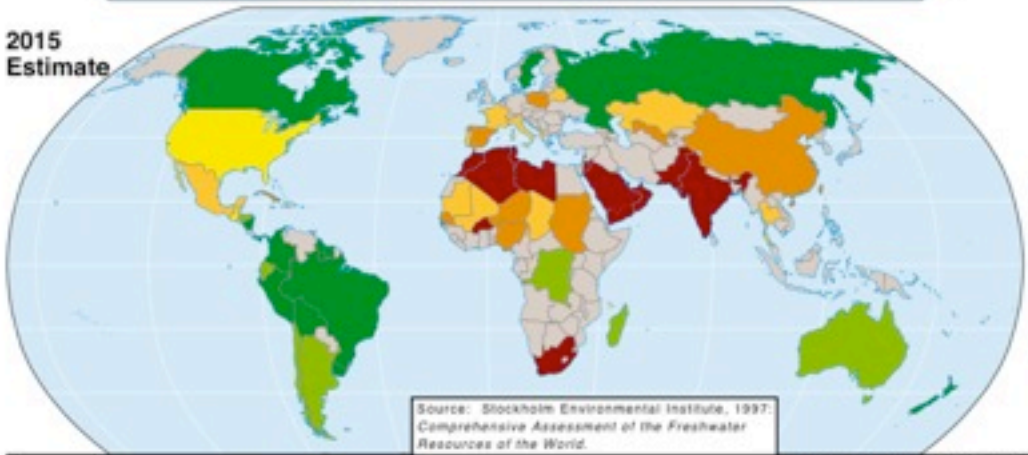 2015
Estimate
Source: Stockholm Environmental Institute, 1997:
Comprehensive Assessment of the Freshwater
Resources of the World.